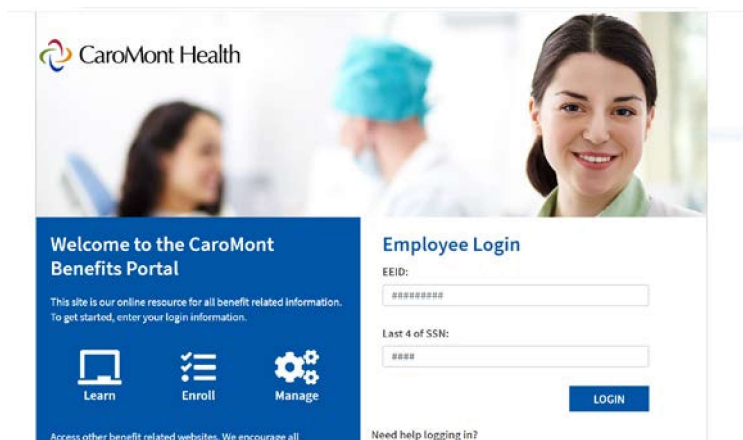 CaroMont Health
Welcome to the CaroMont
Benefits Portal
This site is our online resource for all benefit related information.
To get started, enter your login information.
Learn Enroll Manage
Access other benefit related websites. We encourage all
Employee Login
EEID:
#########
Last 4 of SSN:
####
LOGIN
Need help logging in?